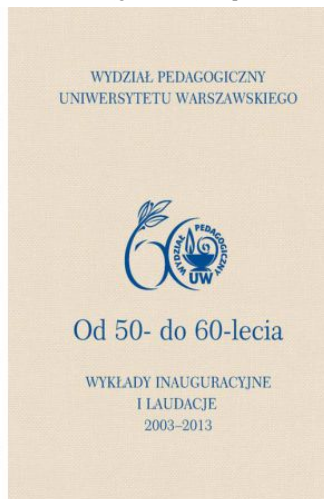 WYDZIAŁ PEDAGOGICZNY
UNIWERSYTETU WARSZAWSKIEGO
60
WYDZIAŁ PEDAGOGICZNY
UW
Od 50- do 60-lecia
WYKŁADY INAUGURACYJNE
I LAUDACJE
2003–2013